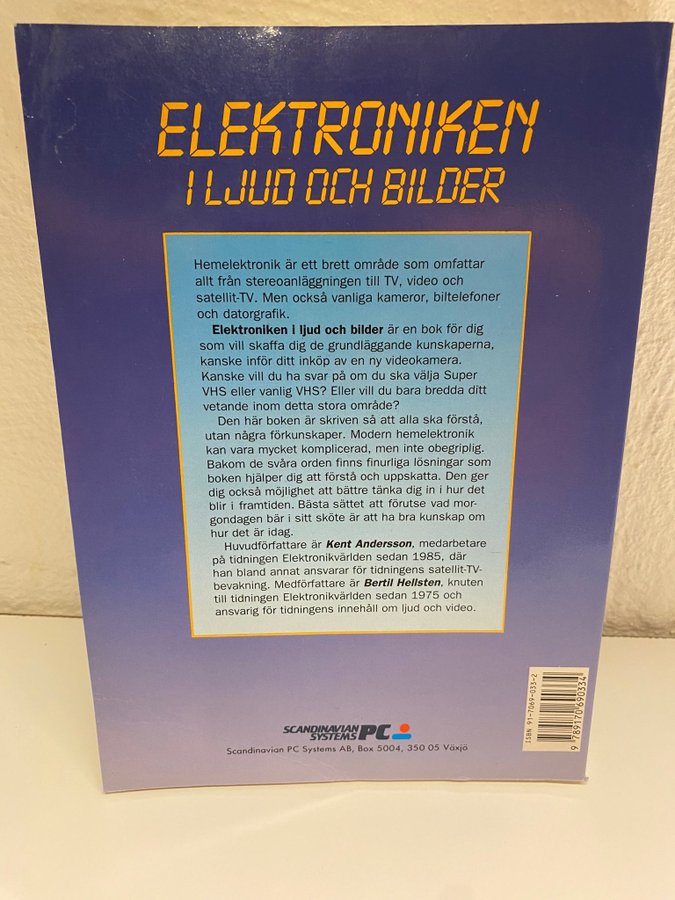 ELEKTRONIKEN
I LJUD OCH BILDER
Hemelektronik är ett brett område som omfattar
allt från stereoanläggningen till TV, video och
satellit-TV. Men också vanliga kameror, biltelefoner
och datorgrafik.
Elektroniken i ljud och bilder är en bok för dig
som vill skaffa dig de grundläggande kunskaperna,
kanske inför ditt inköp av en ny videokamera.
Kanske vill du ha svar på om du ska välja Super
VHS eller vanlig VHS? Eller vill du bara bredda ditt
vetande inom detta stora område?
Den här boken är skriven så att alla ska förstå,
utan några förkunskaper. Modern hemelektronik
kan vara mycket komplicerad, men inte obegriplig.
Bakom de svåra orden finns finurliga lösningar som
boken hjälper dig att förstå och uppskatta. Den ger
dig också möjlighet att bättre tänka dig in i hur det
blir i framtiden. Bästa sättet att förutse vad mor-
gondagen bär i sitt sköte är att ha bra kunskap om
hur det är idag.
Huvudförfattare är Kent Andersson, medarbetare
på tidningen Elektronikvärlden sedan 1985, där
han bland annat ansvarar för tidningens satellit-TV-
bevakning. Medförfattare är Bertil Hellsten, knuten
till tidningen Elektronikvärlden sedan 1975 och
ansvarig för tidningens innehåll om ljud och video.
SCANDINAVIAN
SYSTEMS PC
Scandinavian PC Systems AB, Box 5004, 350 05 Växjö
ISBN 91-7069-033-2
9 789170 690334